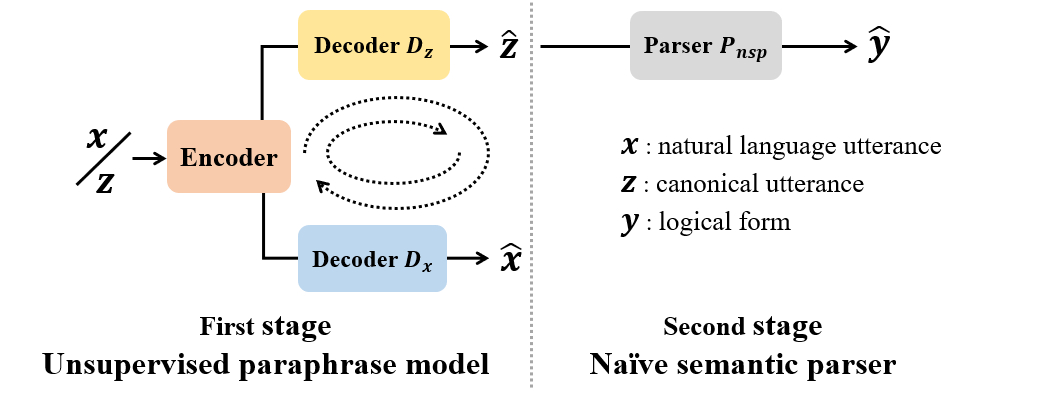 Decoder D_z
ẑ
Parser P_nsp
ŷ
x / z
Encoder
x : natural language utterance
z : canonical utterance
y : logical form
Decoder D_x
x̂
First stage
Unsupervised paraphrase model
Second stage
Naïve semantic parser